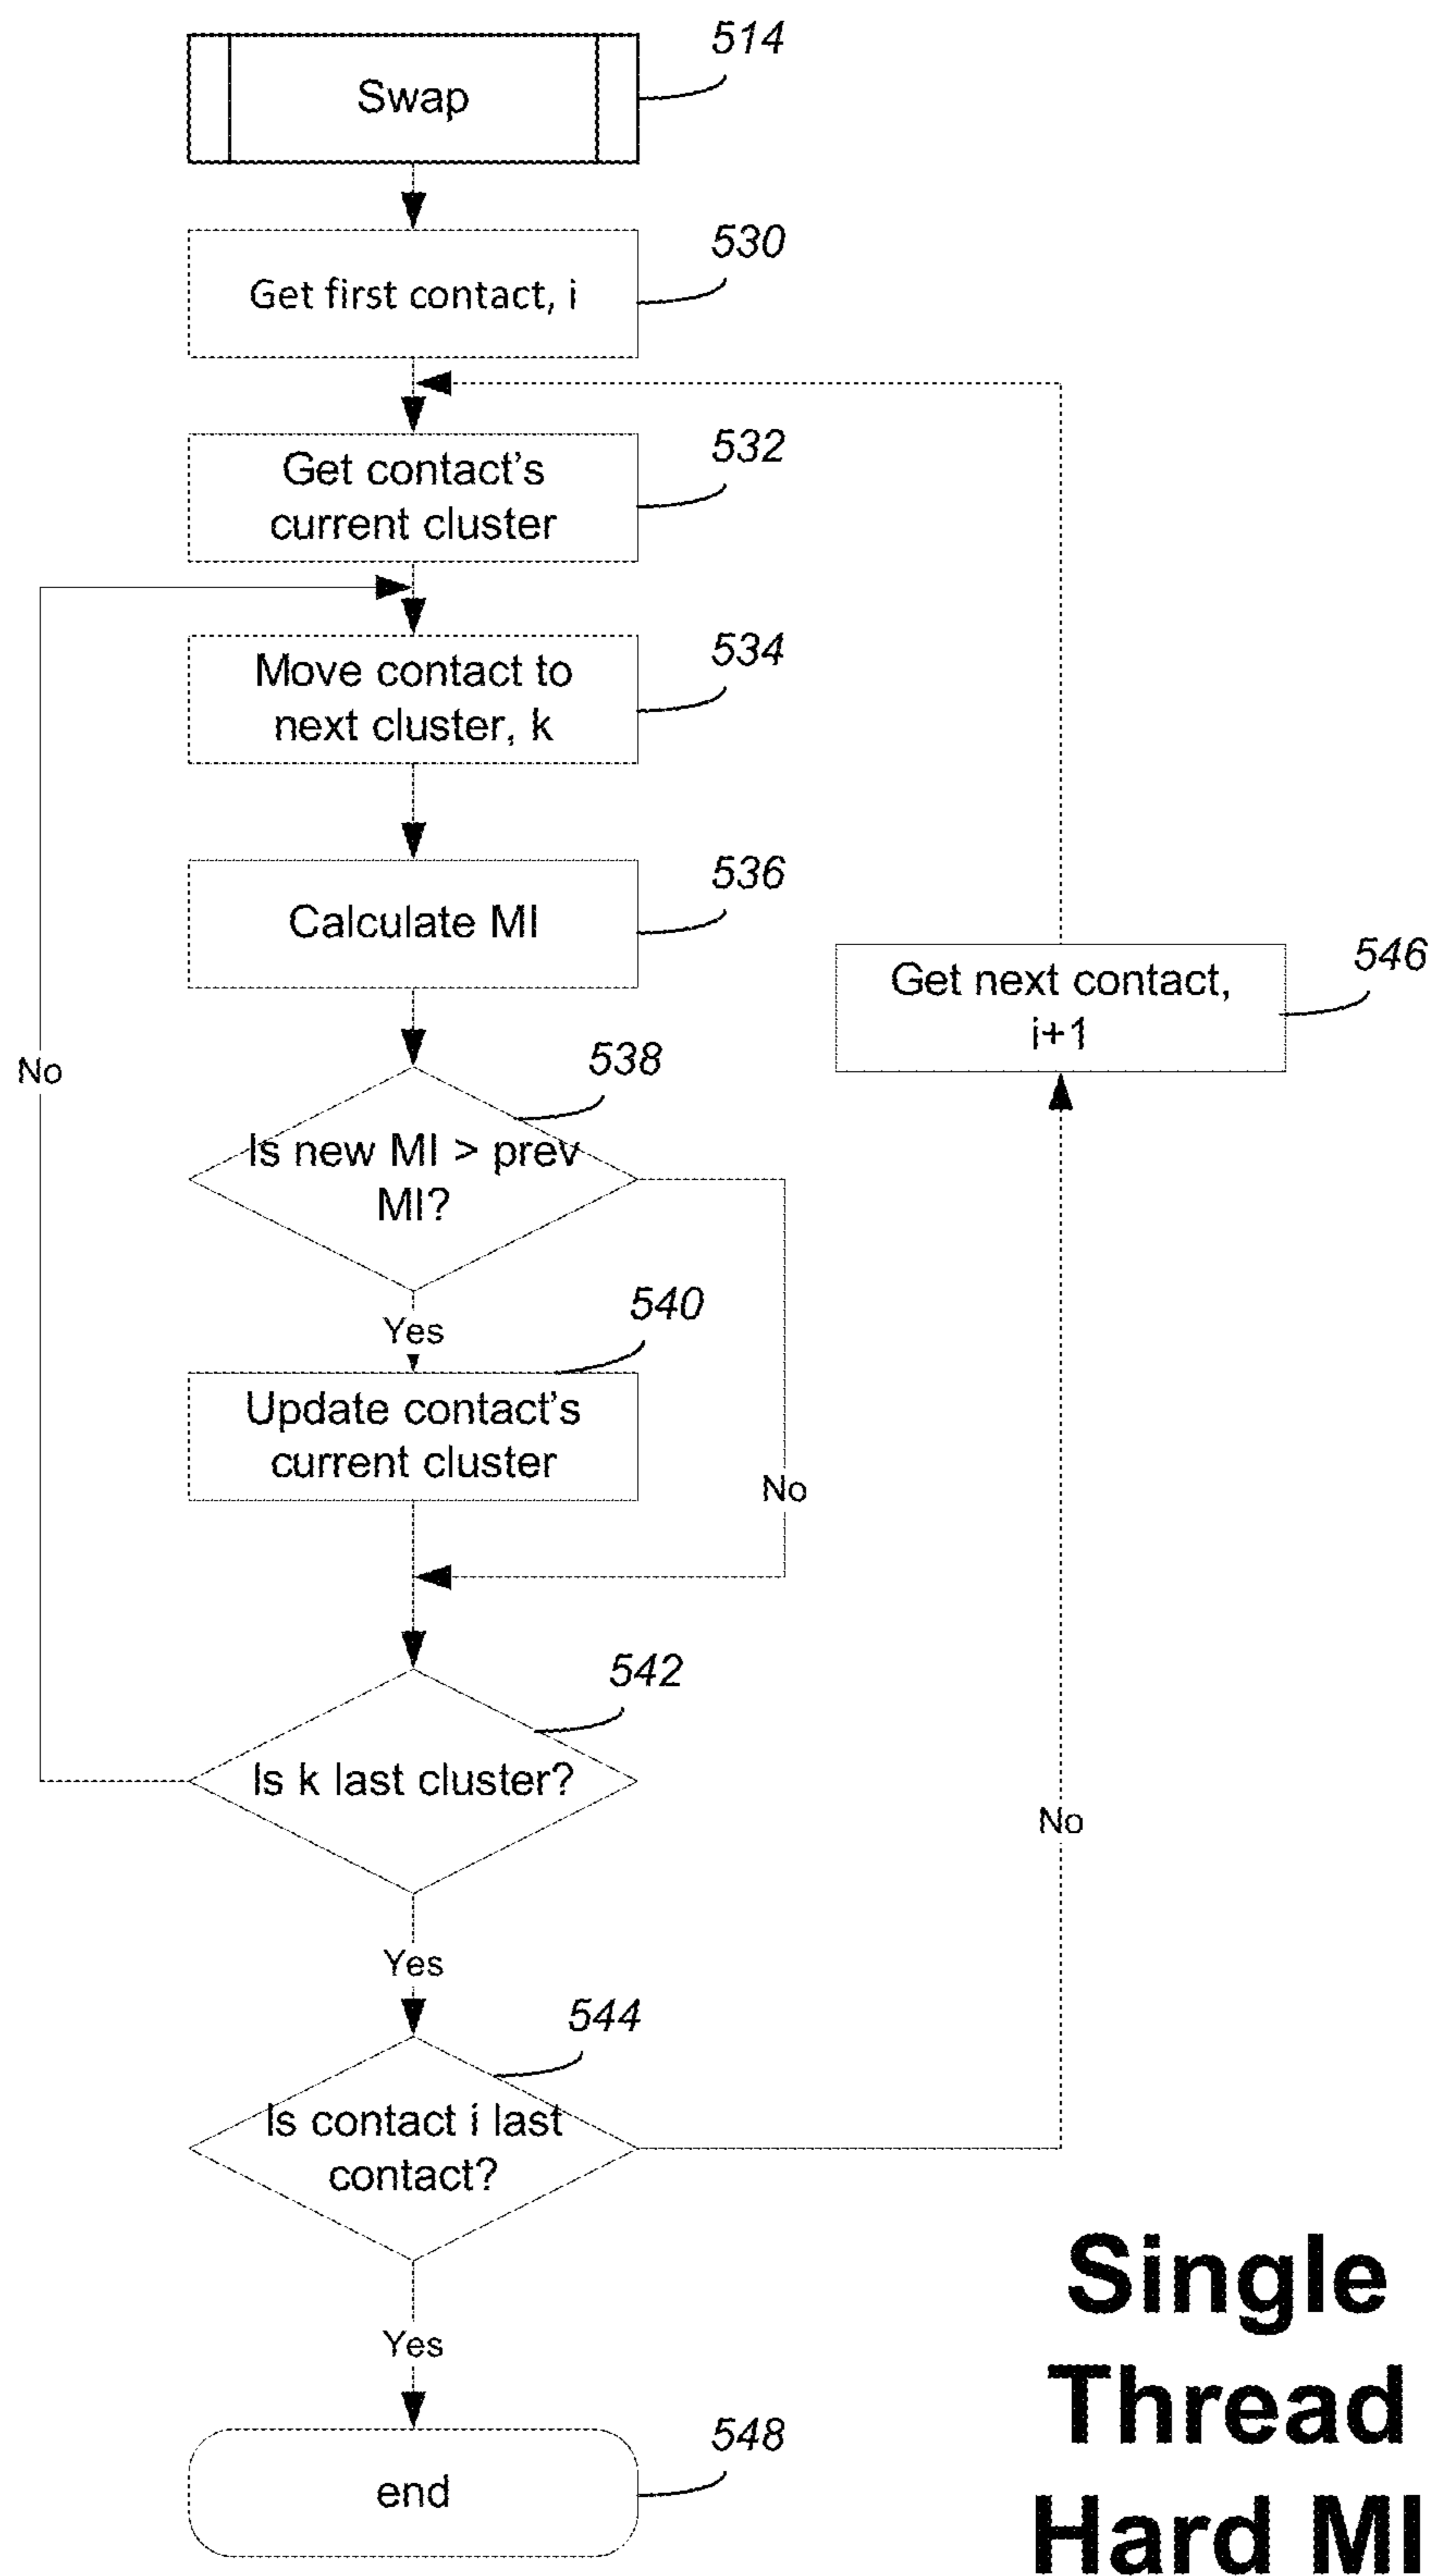 514
Swap
530
Get first contact, i
532
Get contact's
current cluster
534
Move contact to
next cluster, k
536
Calculate MI
546
Get next contact,
i+1
No
538
Is new MI > prev
MI?
540
Yes
Update contact's
current cluster
No
542
Is k last cluster?
No
Yes
544
Is contact i last
contact?
Yes
548
end
Single
Thread
Hard MI